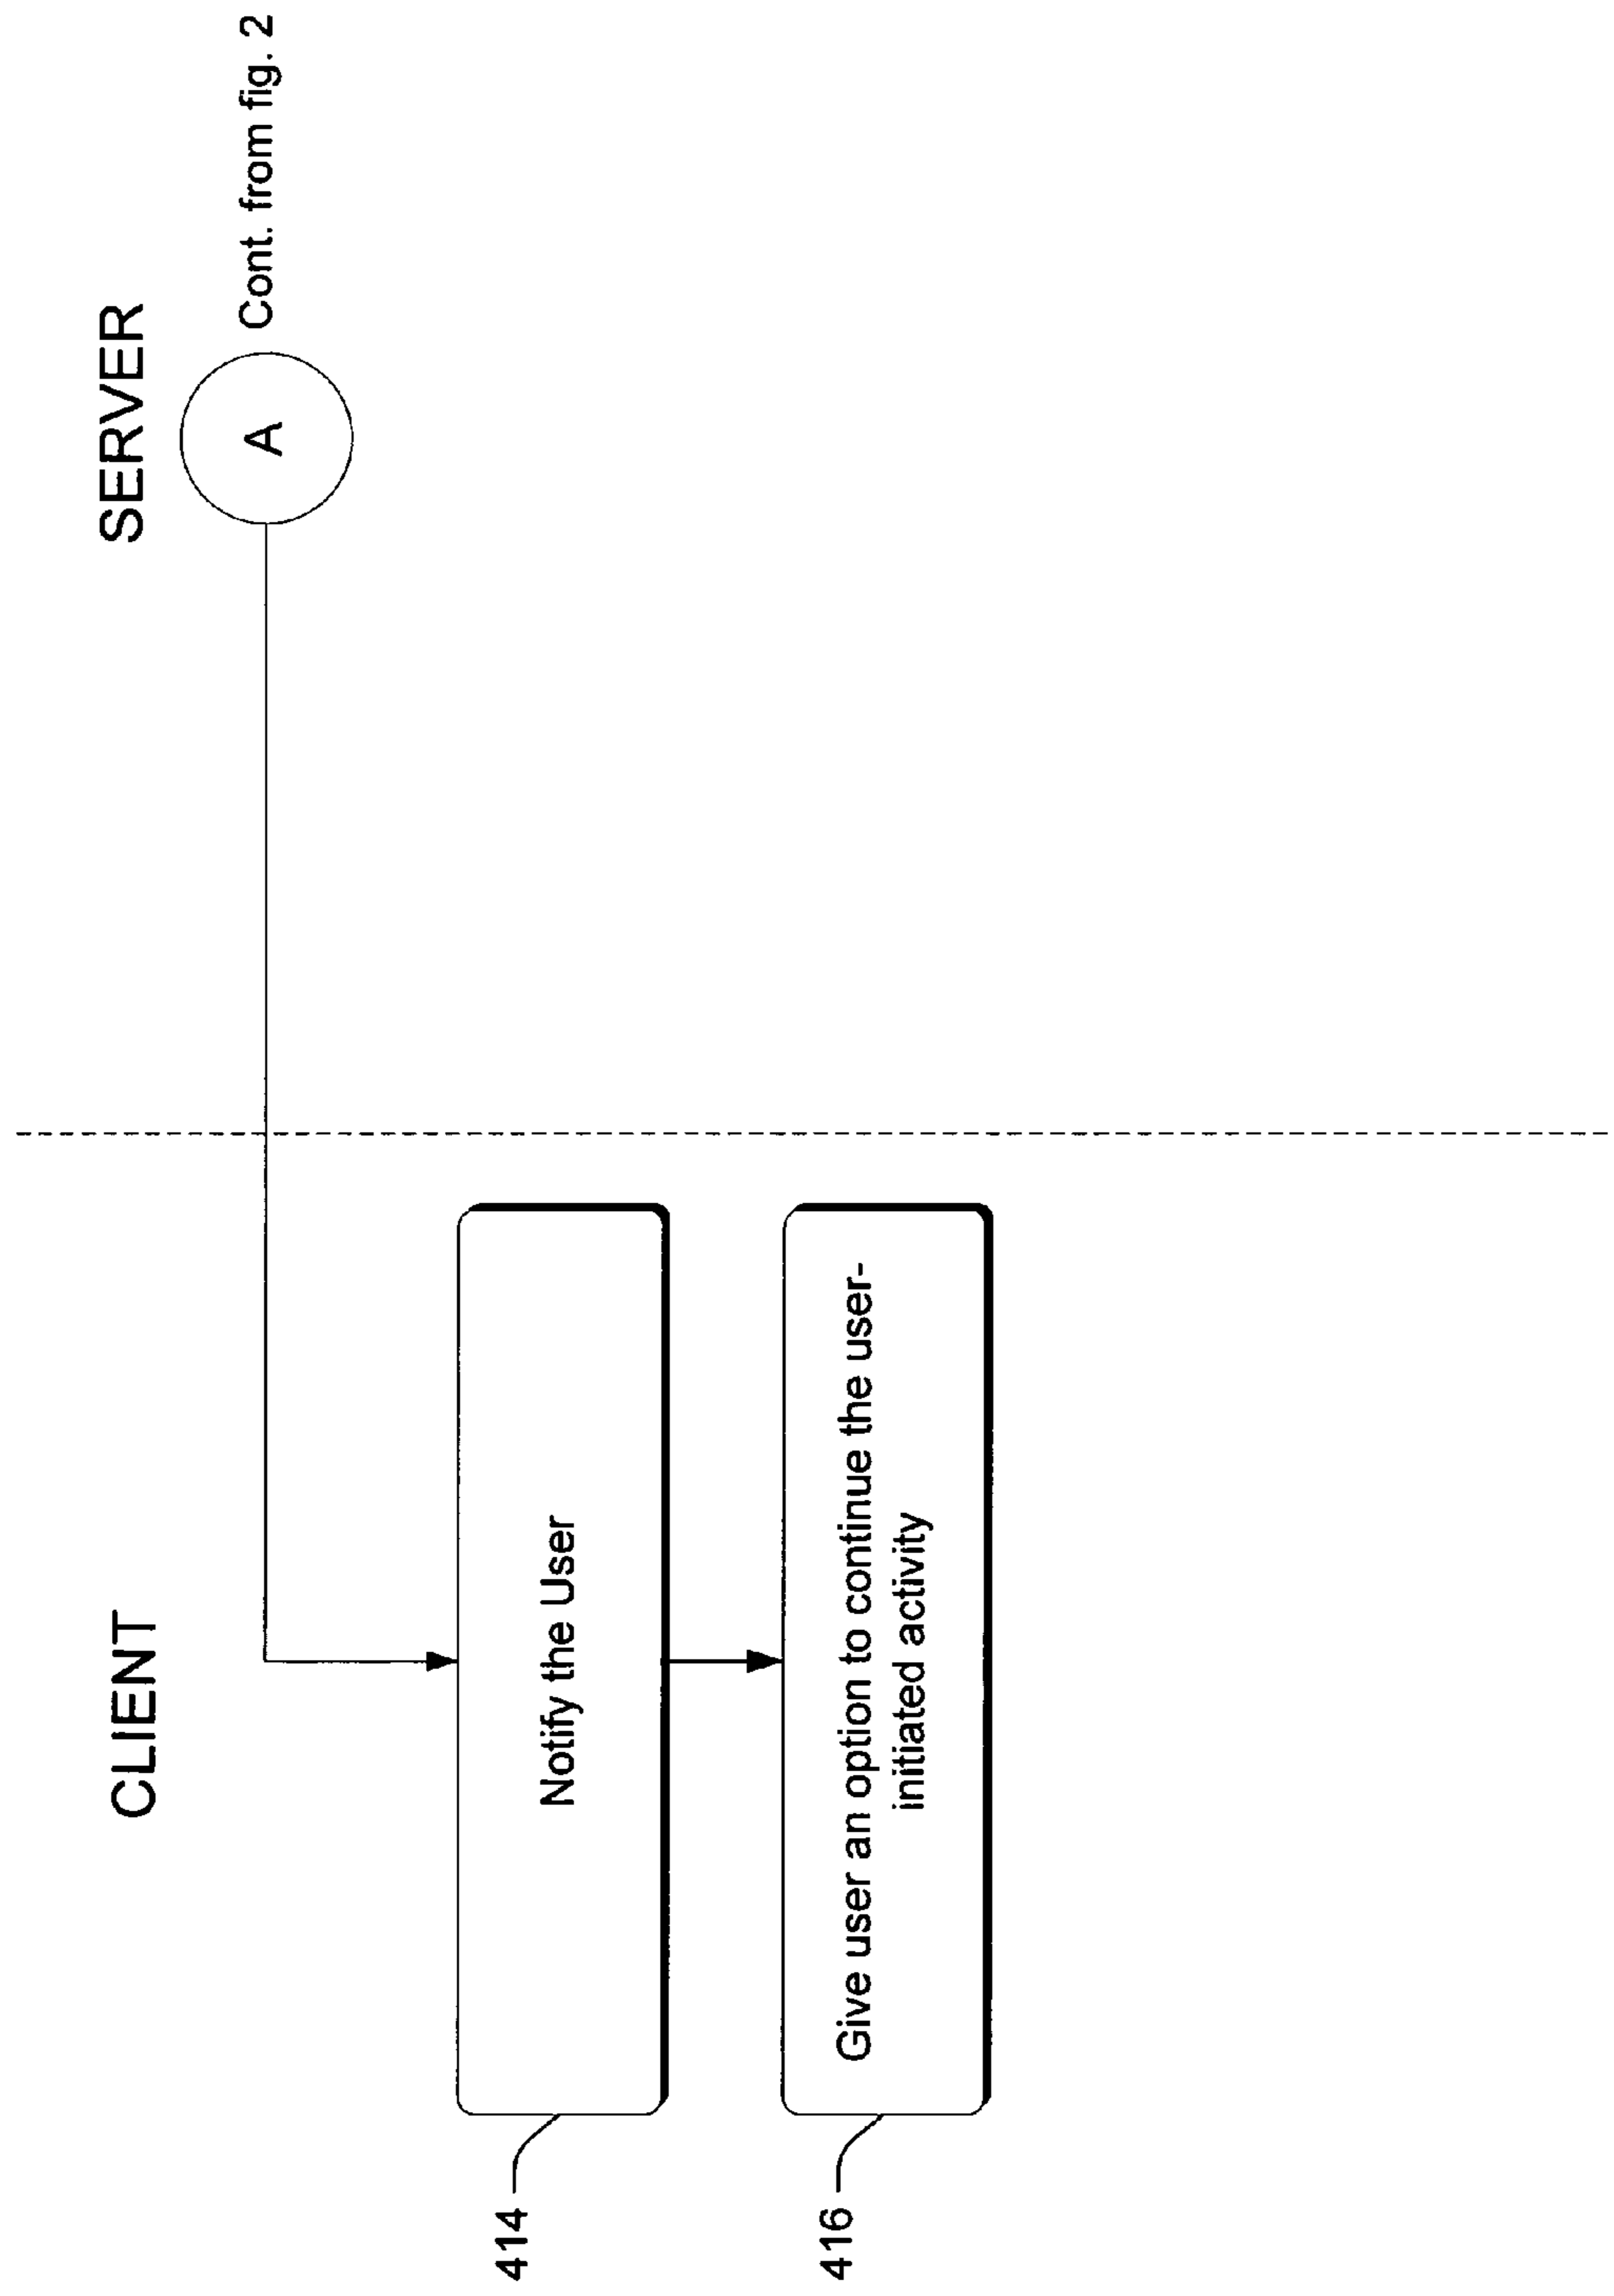 CLIENT
SERVER
A
Cont. from fig. 2
414
Notify the User
416
Give user an option to continue the user-
initiated activity